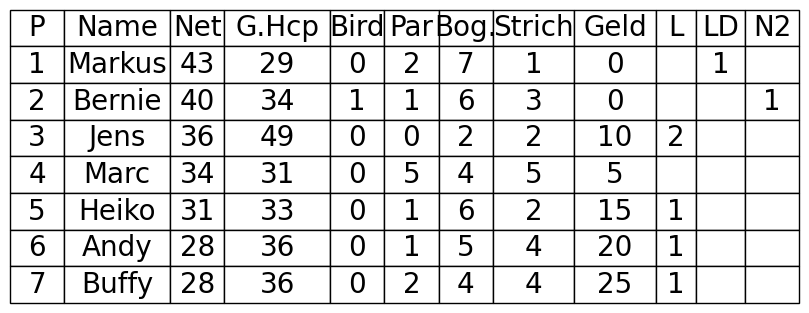 P Name Net G.Hcp Bird Par Bog. Strich Geld L LD N2
1 Markus 43 29 0 2 7 1 0 1
2 Bernie 40 34 1 1 6 3 0 1
3 Jens 36 49 0 0 2 2 10 2
4 Marc 34 31 0 5 4 5 5
5 Heiko 31 33 0 1 6 2 15 1
6 Andy 28 36 0 1 5 4 20 1
7 Buffy 28 36 0 2 4 4 25 1